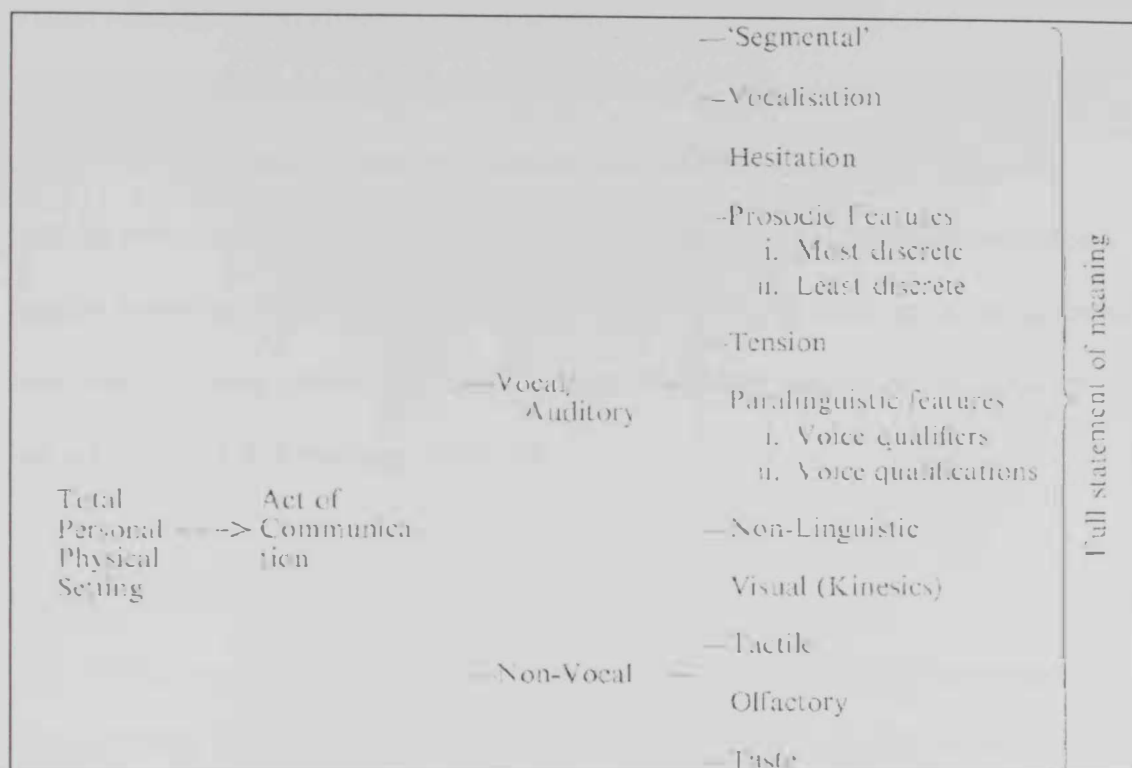 —'Segmental'
—Vocalisation
Hesitation
—Prosodic Features
i. Most discrete
ii. Least discrete
—Tension
—Vocal/
Auditory
Paralinguistic features
i. Voice qualifiers
ii. Voice qualifications
Total
Personal
Physical
Setting
Act of
Communica
tion
—Non-Linguistic
Visual (Kinesics)
—Tactile
—Non-Vocal
Olfactory
—Taste
Full statement of meaning